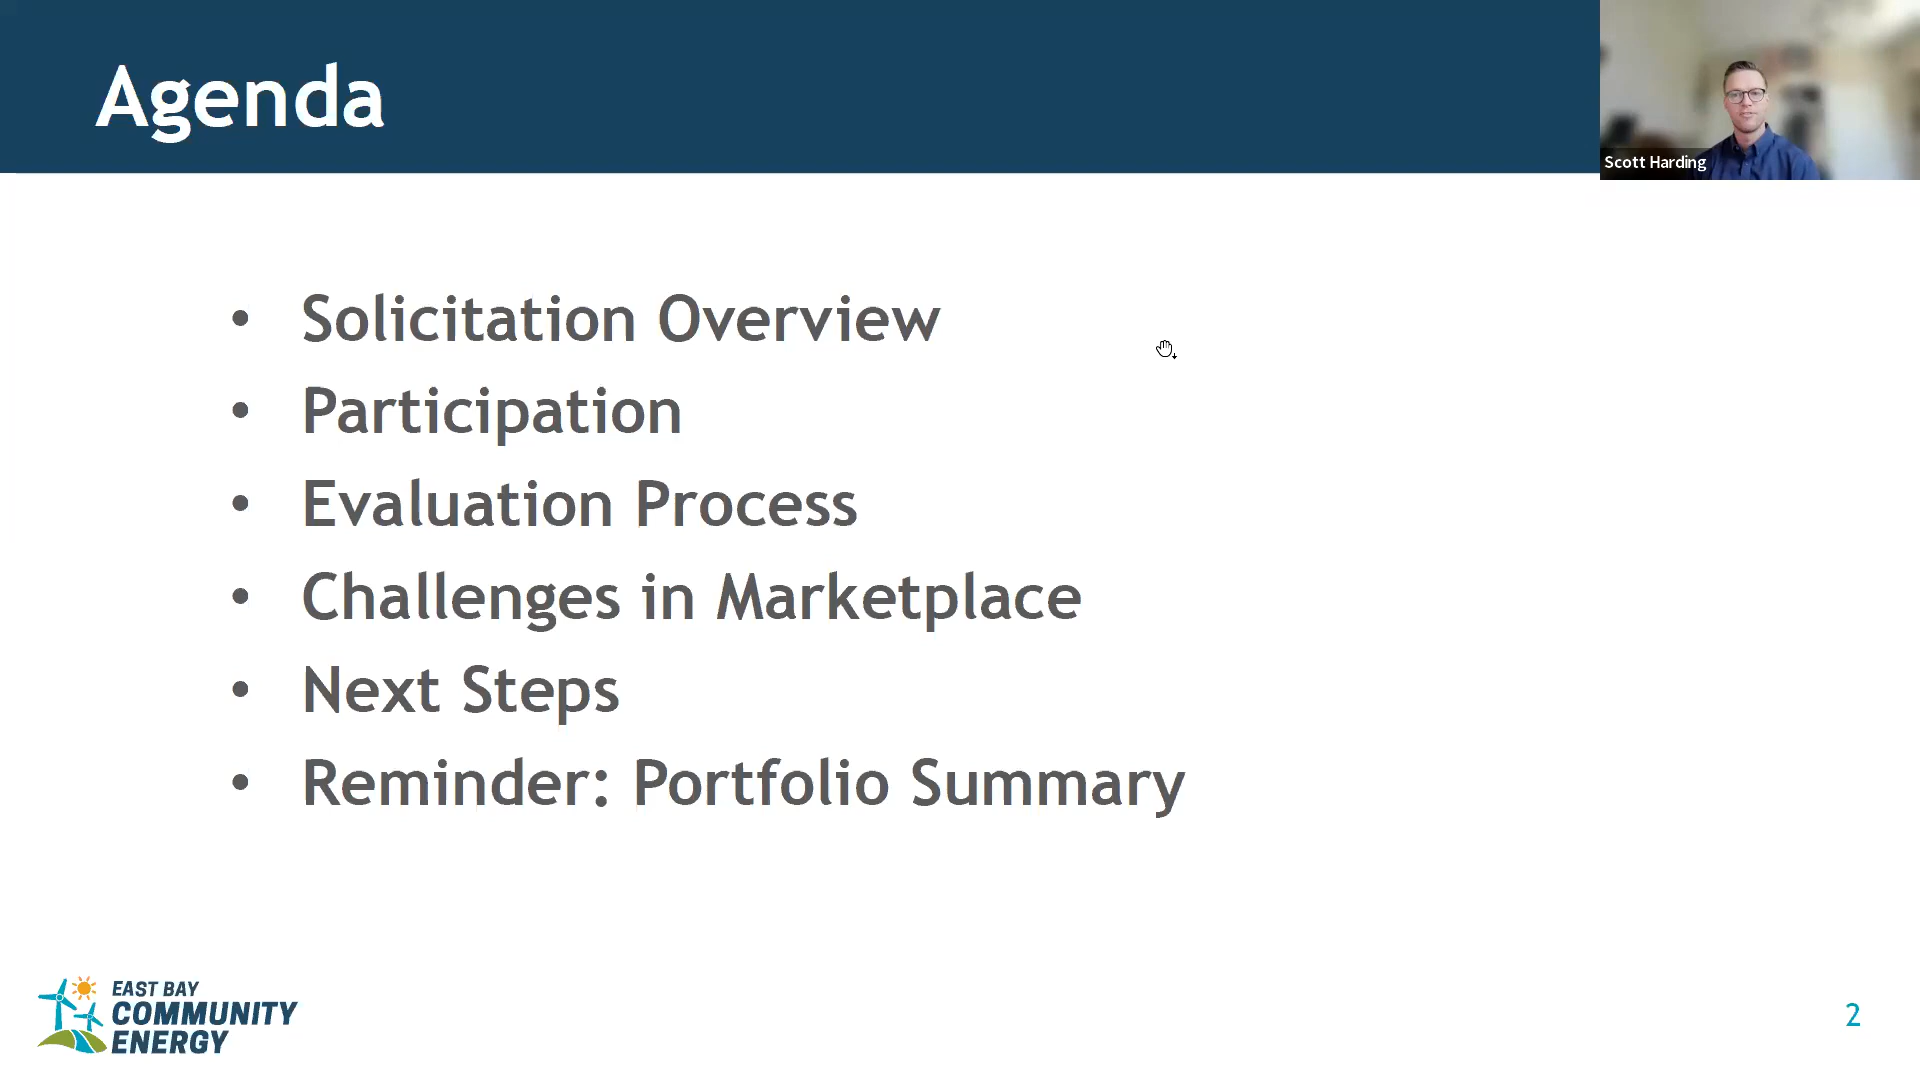 Agenda
Scott Harding
• Solicitation Overview
• Participation
• Evaluation Process
• Challenges in Marketplace
• Next Steps
• Reminder: Portfolio Summary
EAST BAY
COMMUNITY
ENERGY
2